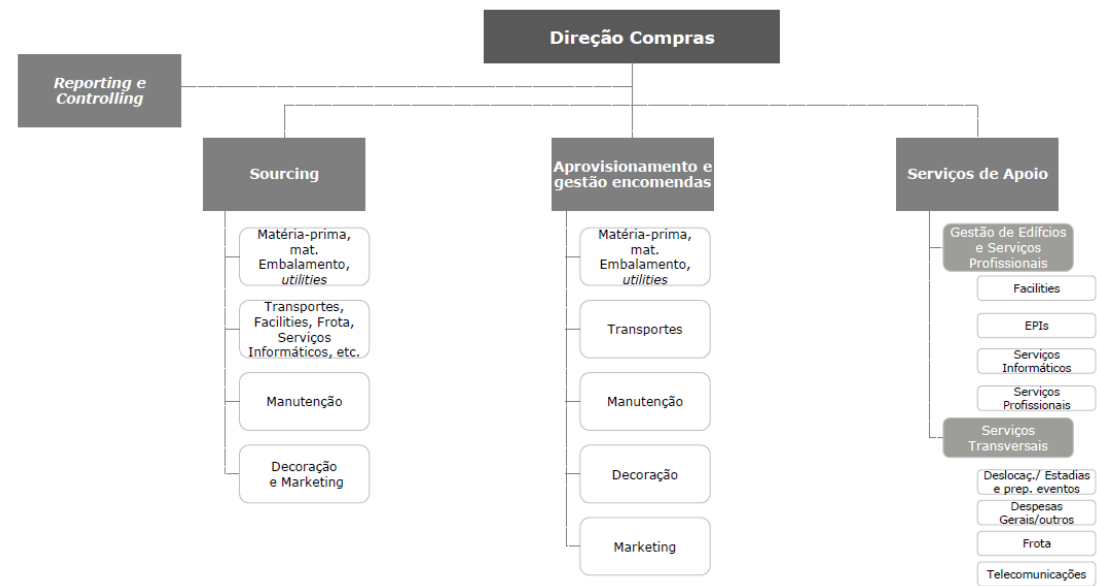 Direção Compras
Reporting e
Controlling
Sourcing
Matéria-prima,
mat.
Embalamento,
utilities
Transportes,
Facilities, Frota,
Serviços
Informáticos, etc.
Manutenção
Decoração
e Marketing
Aprovisionamento e
gestão encomendas
Matéria-prima,
mat.
Embalamento,
utilities
Transportes
Manutenção
Decoração
Marketing
Serviços de Apoio
Gestão de Edifícios
e Serviços
Profissionais
Facilities
EPIs
Serviços
Informáticos
Serviços
Profissionais
Serviços
Transversais
Deslocaç./ Estadias
e prep. eventos
Despesas
Gerais/outros
Frota
Telecomunicações